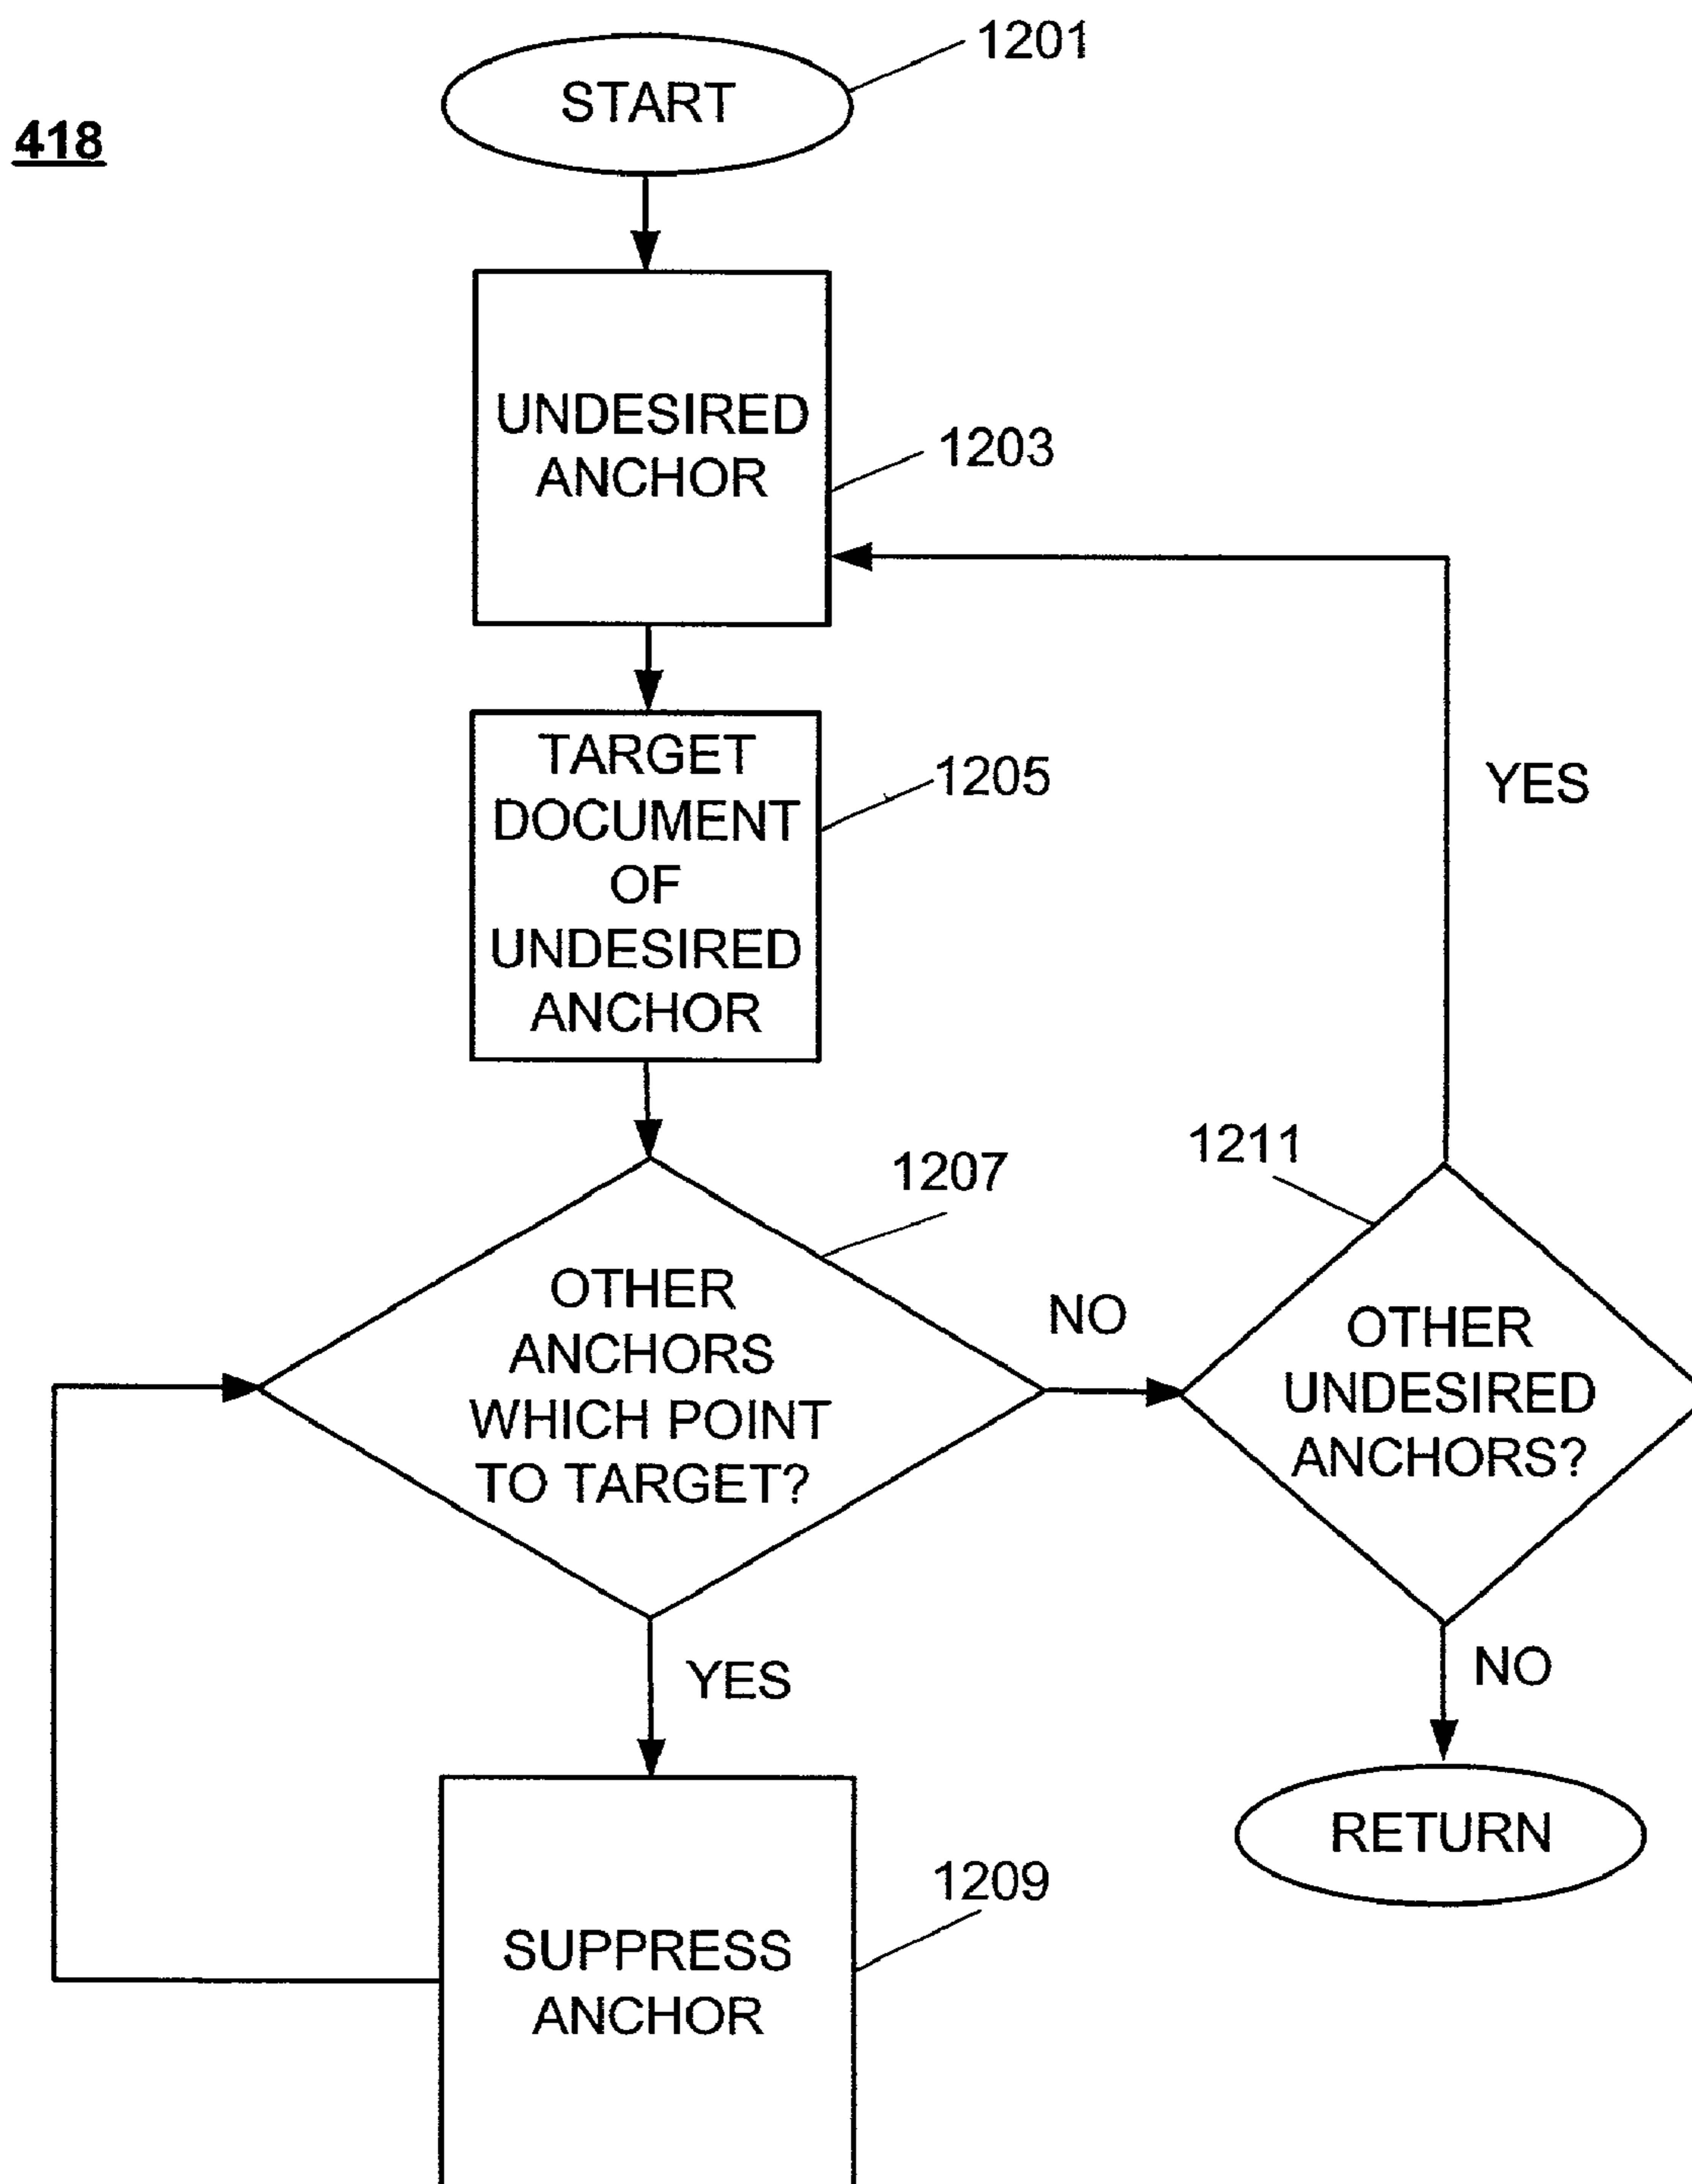 1201
START
418
UNDESIRED
ANCHOR
1203
TARGET
DOCUMENT
OF
UNDESIRED
ANCHOR
1205
YES
1207
1211
OTHER
ANCHORS
WHICH POINT
TO TARGET?
NO
OTHER
UNDESIRED
ANCHORS?
YES
NO
RETURN
1209
SUPPRESS
ANCHOR